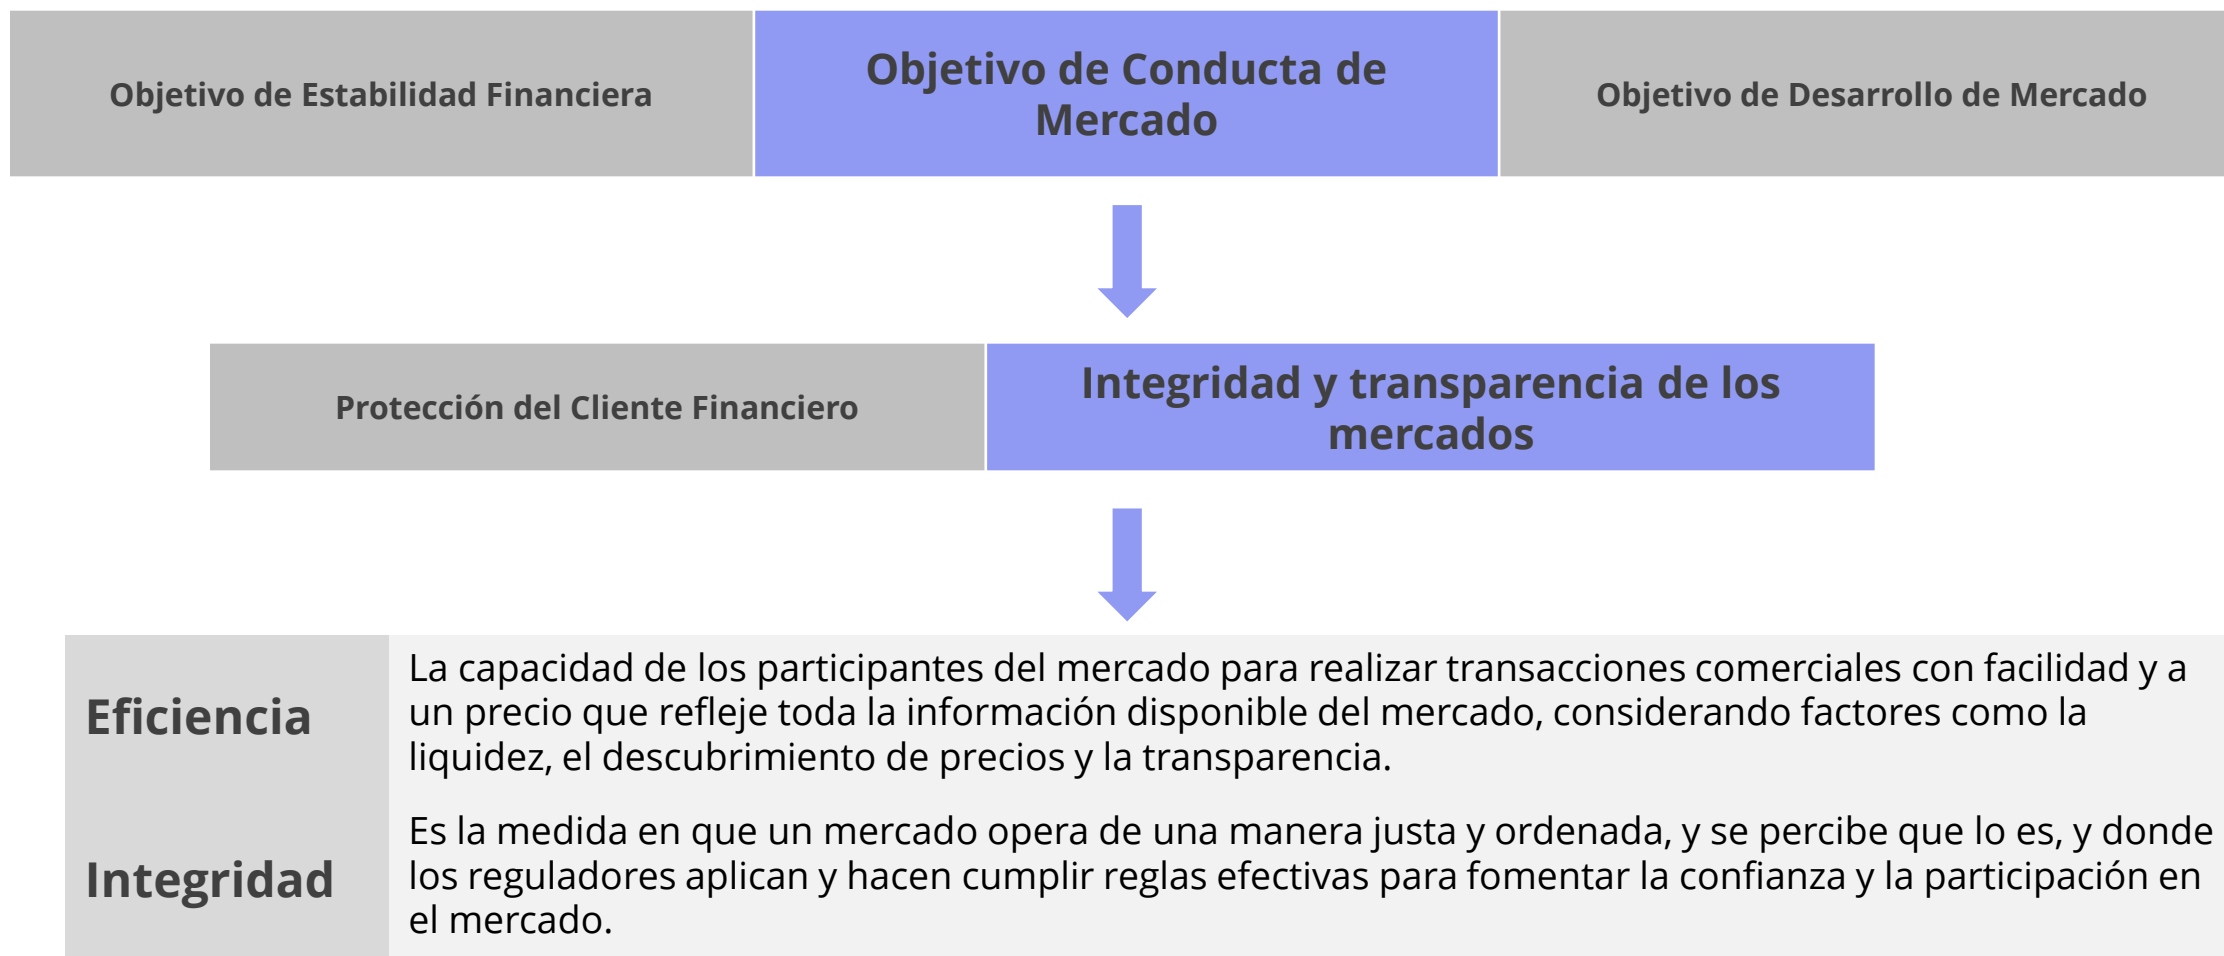 Objetivo de Estabilidad Financiera
Objetivo de Conducta de
Mercado
Objetivo de Desarrollo de Mercado
Protección del Cliente Financiero
Integridad y transparencia de los
mercados
Eficiencia
La capacidad de los participantes del mercado para realizar transacciones comerciales con facilidad y a
un precio que refleje toda la información disponible del mercado, considerando factores como la
liquidez, el descubrimiento de precios y la transparencia.
Integridad
Es la medida en que un mercado opera de una manera justa y ordenada, y se percibe que lo es, y donde
los reguladores aplican y hacen cumplir reglas efectivas para fomentar la confianza y la participación en
el mercado.